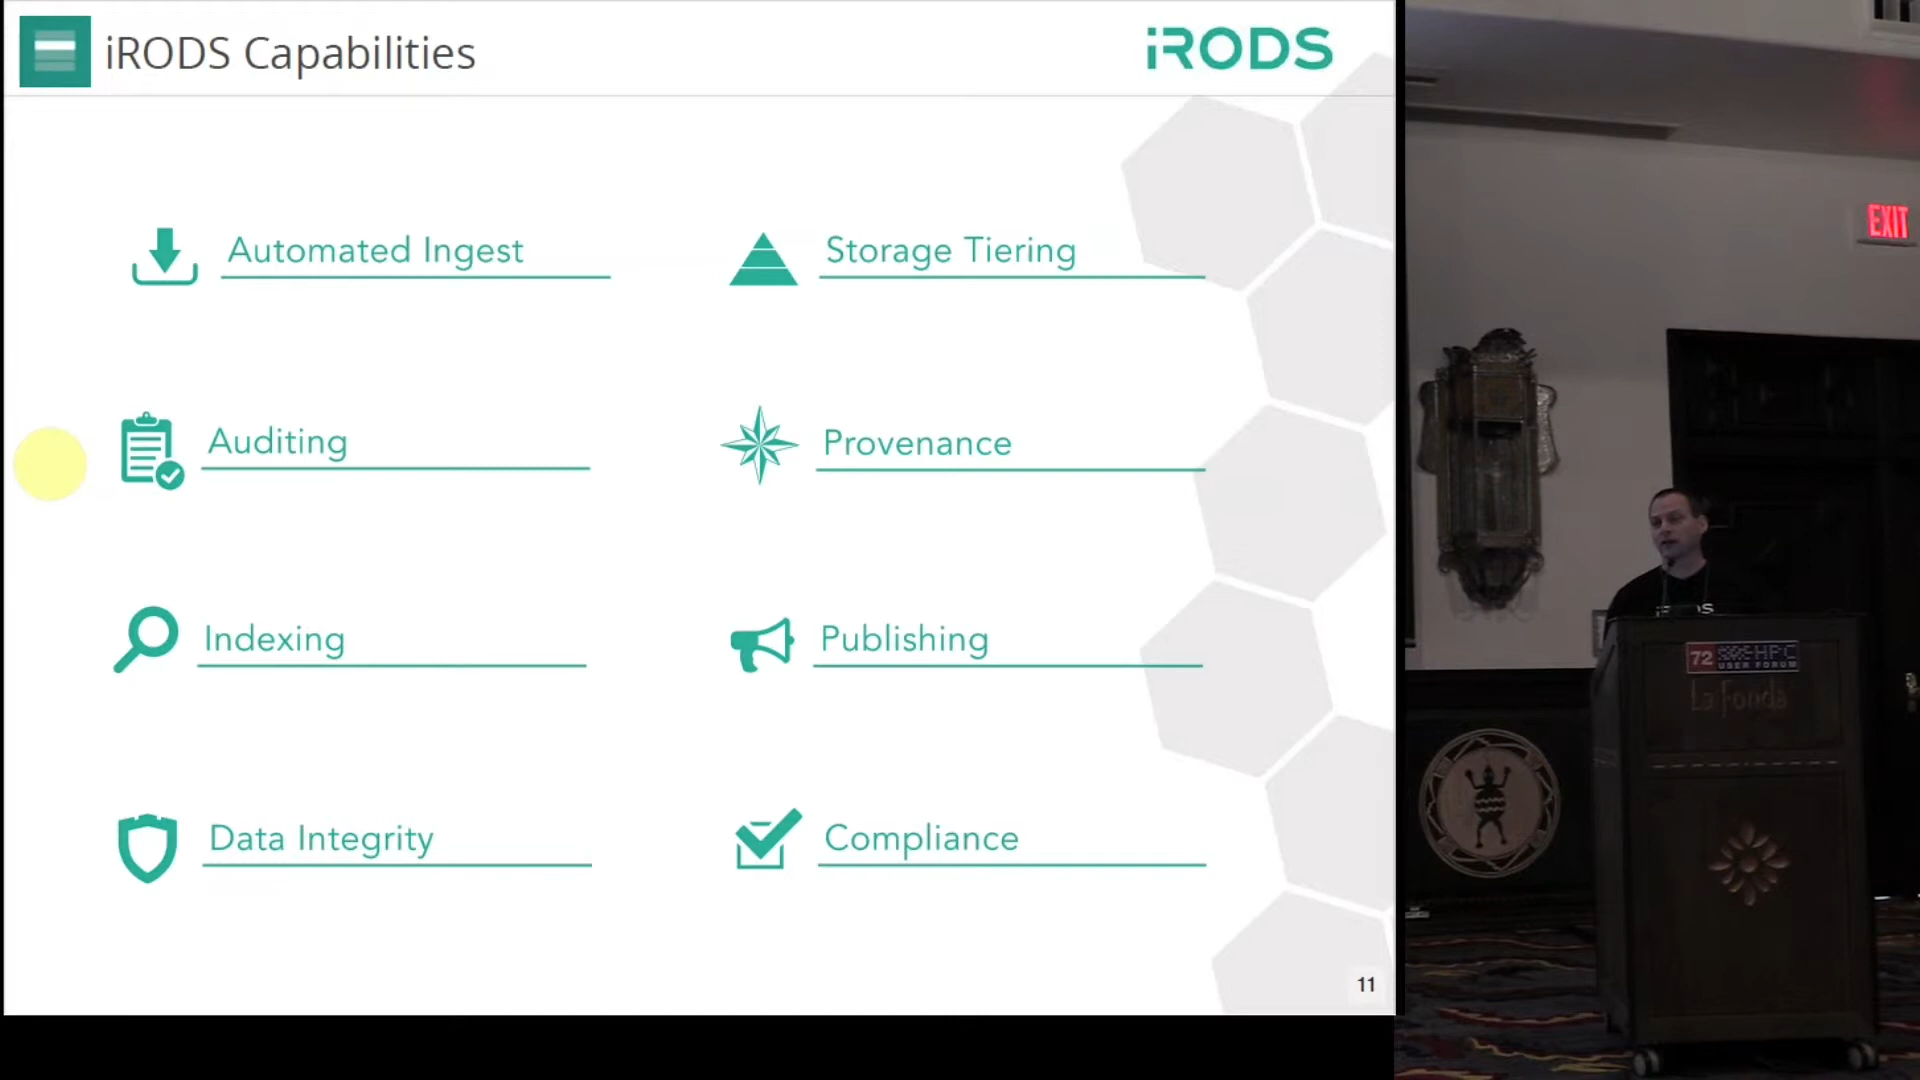 iRODS Capabilities
iRODS
Automated Ingest
Storage Tiering
Auditing
Provenance
Indexing
Publishing
Data Integrity
Compliance
11
EXIT
72
HPC
USER FORUM
La Fonda